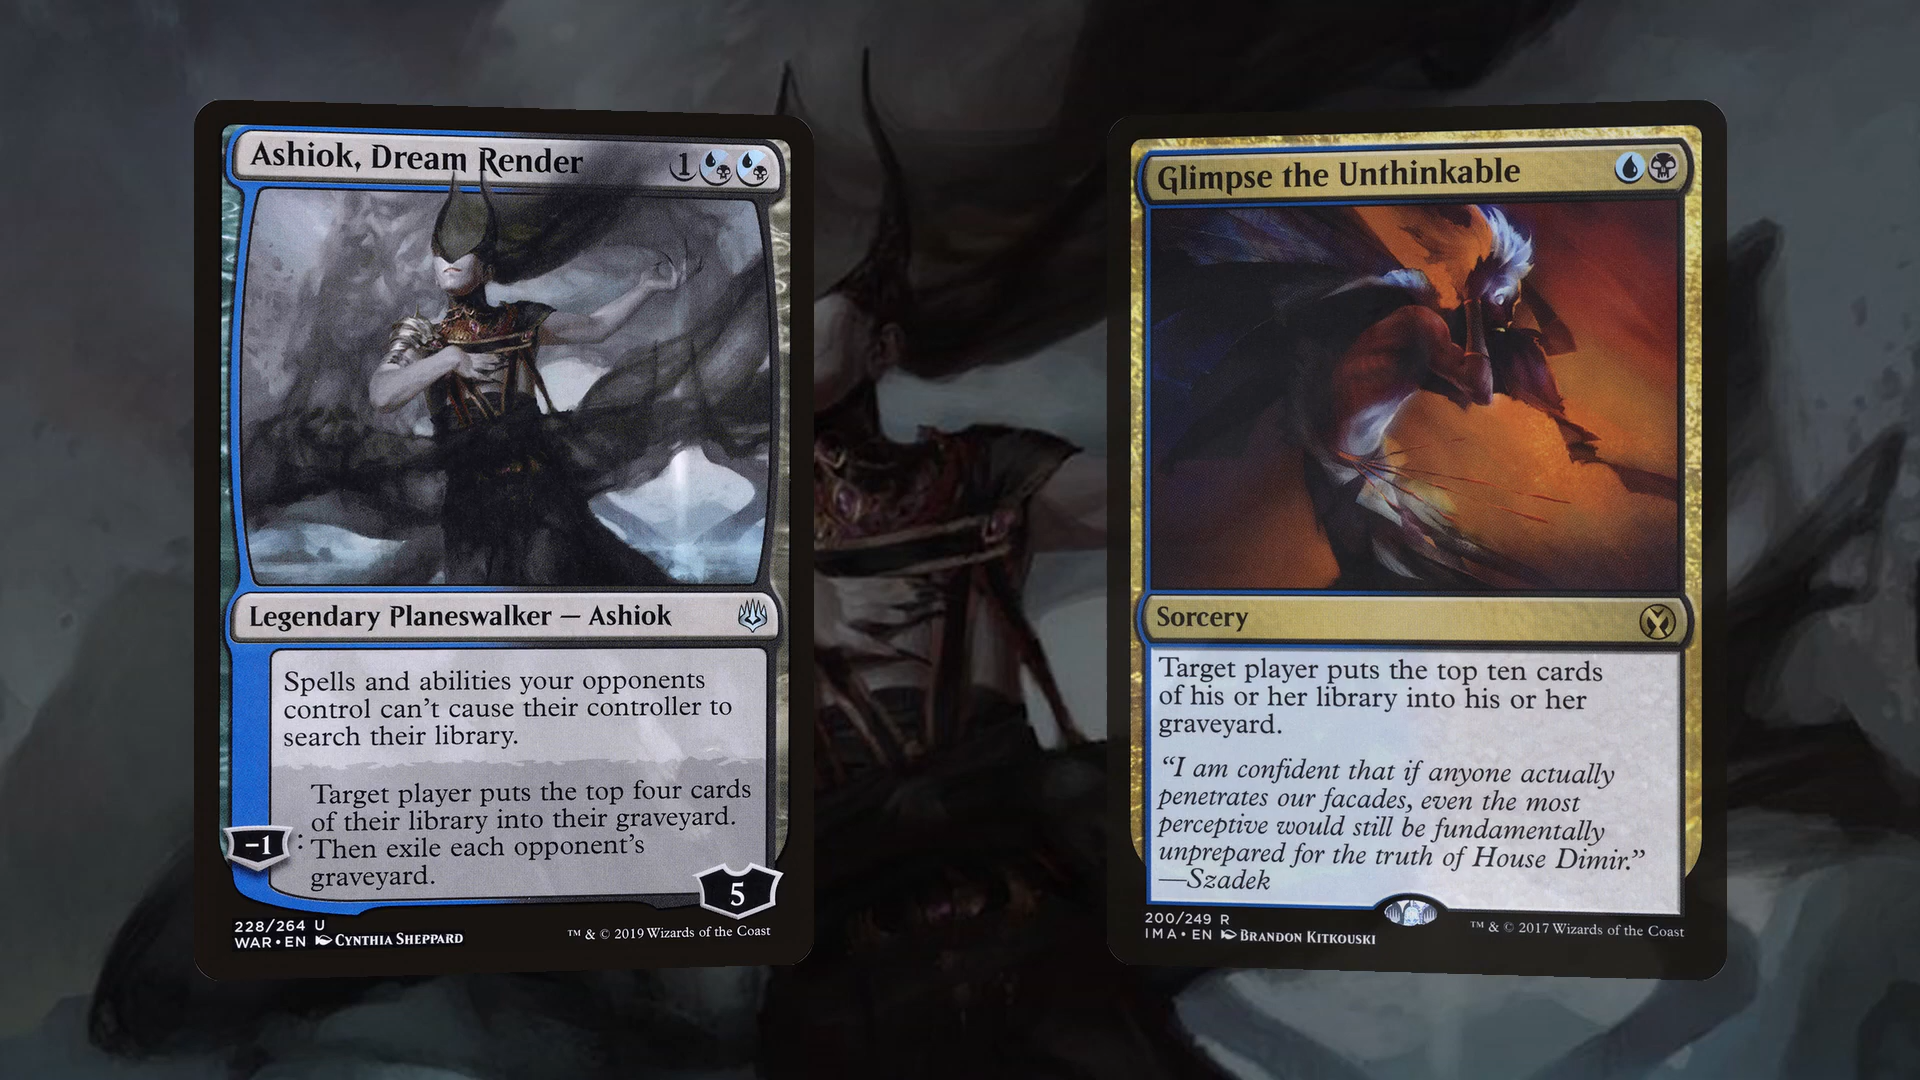 Ashiok, Dream Render
1
Legendary Planeswalker — Ashiok
Spells and abilities your opponents
control can't cause their controller to
search their library.
−1:
Target player puts the top four cards
of their library into their graveyard.
Then exile each opponent's
graveyard.
5
228/264 U
WAR • EN Cynthia Sheppard
™ & © 2019 Wizards of the Coast
Glimpse the Unthinkable
Sorcery
Target player puts the top ten cards
of his or her library into his or her
graveyard.
“I am confident that if anyone actually
penetrates our facades, even the most
perceptive would still be fundamentally
unprepared for the truth of House Dimir.”
—Szadek
200/249 R
IMA • EN Brandon Kitkouski
™ & © 2017 Wizards of the Coast